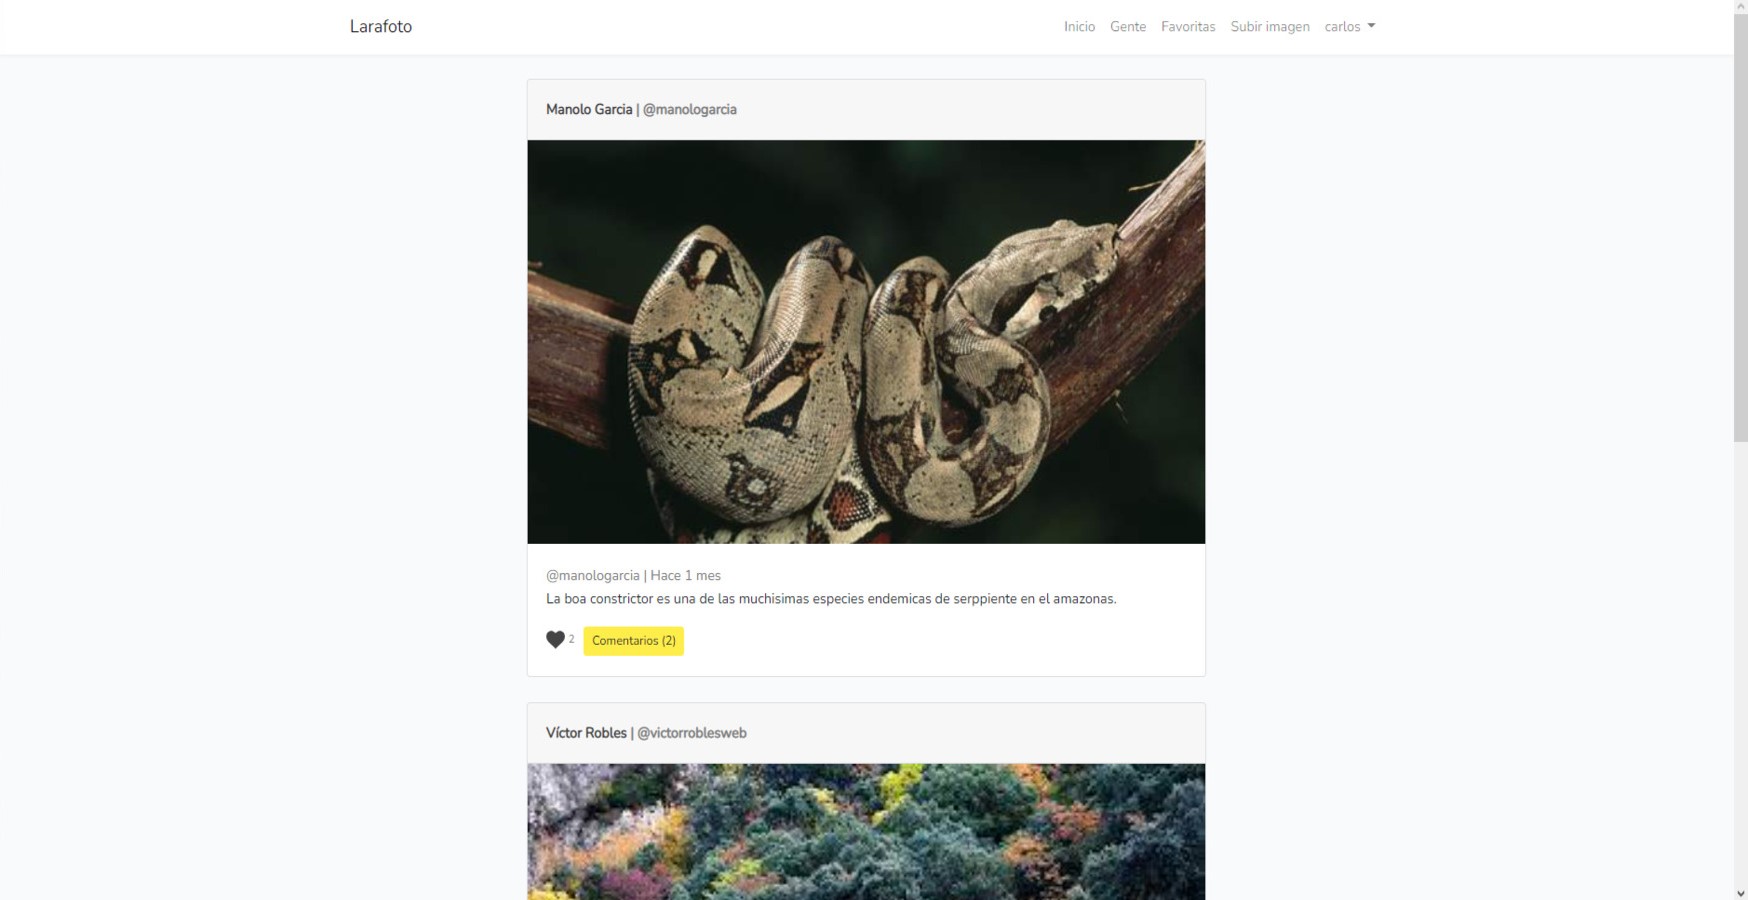 Larafoto
Inicio Gente Favoritas Subir imagen carlos
Manolo Garcia | @manologarcia
@manologarcia | Hace 1 mes
La boa constrictor es una de las muchisimas especies endemicas de serppiente en el amazonas.
2 Comentarios (2)
Víctor Robles | @victorroblesweb